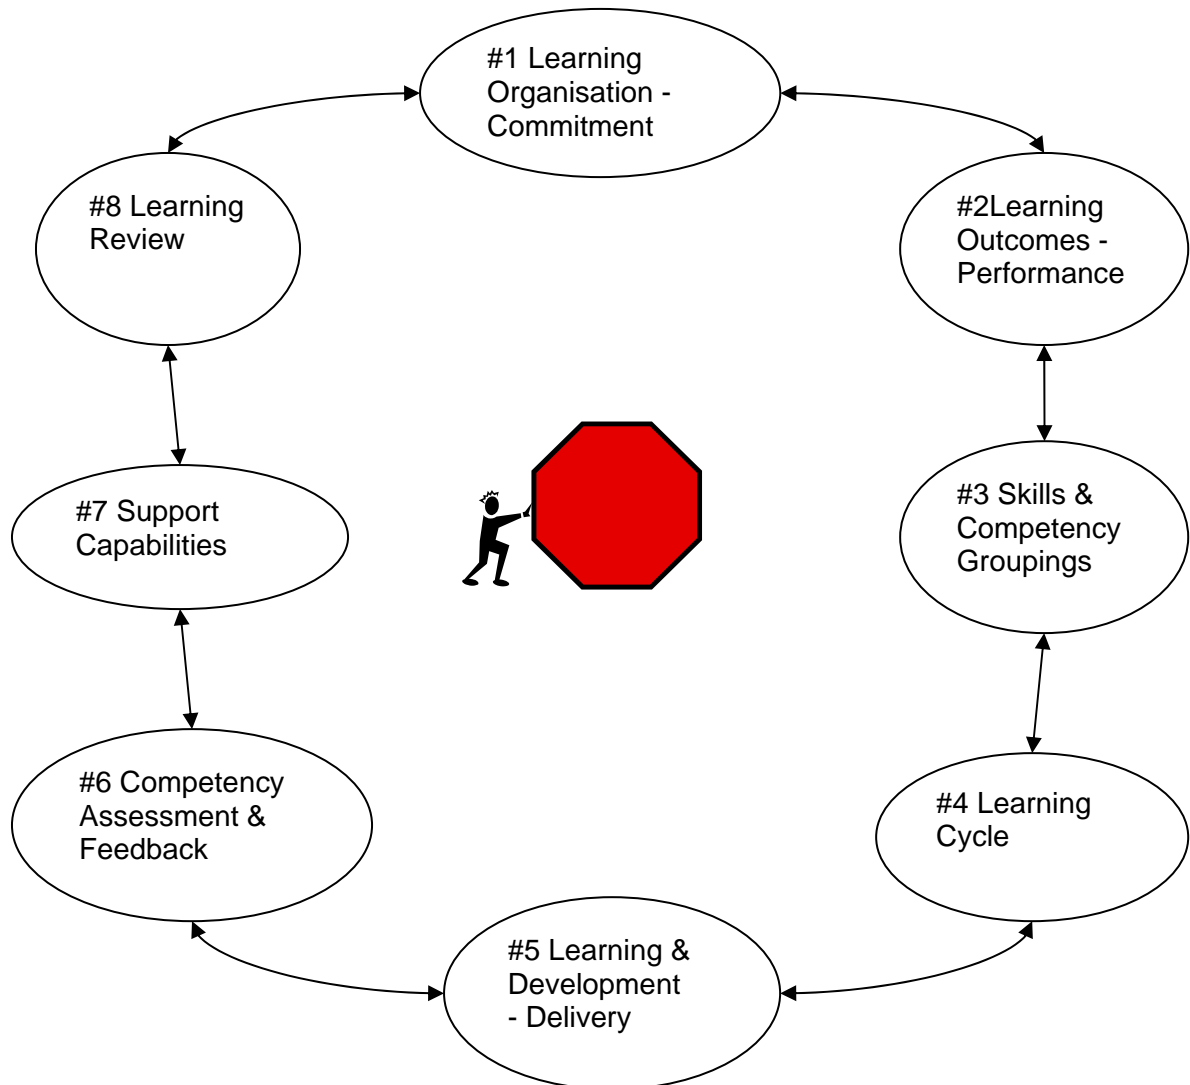 #1 Learning
Organisation -
Commitment
#2Learning
Outcomes -
Performance
#3 Skills &
Competency
Groupings
#4 Learning
Cycle
#5 Learning &
Development
- Delivery
#6 Competency
Assessment &
Feedback
#7 Support
Capabilities
#8 Learning
Review